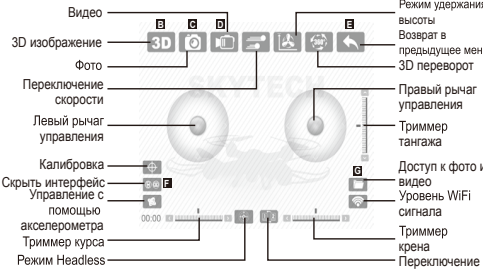 Видео
Режим удержания
высоты
B
C
D
E
3D изображение
3D
Возврат в
предыдущее мен
Фото
3D переворот
Переключение
скорости
SKYTECH
Правый рычаг
управления
Левый рычаг
управления
Триммер
тангажа
Калибровка
G
Доступ к фото и
видео
Скрыть интерфейс
F
Управление с
помощью
акселерометра
Уровень WiFi
сигнала
00:00
Триммер курса
Триммер
крена
Режим Headless
Переключение